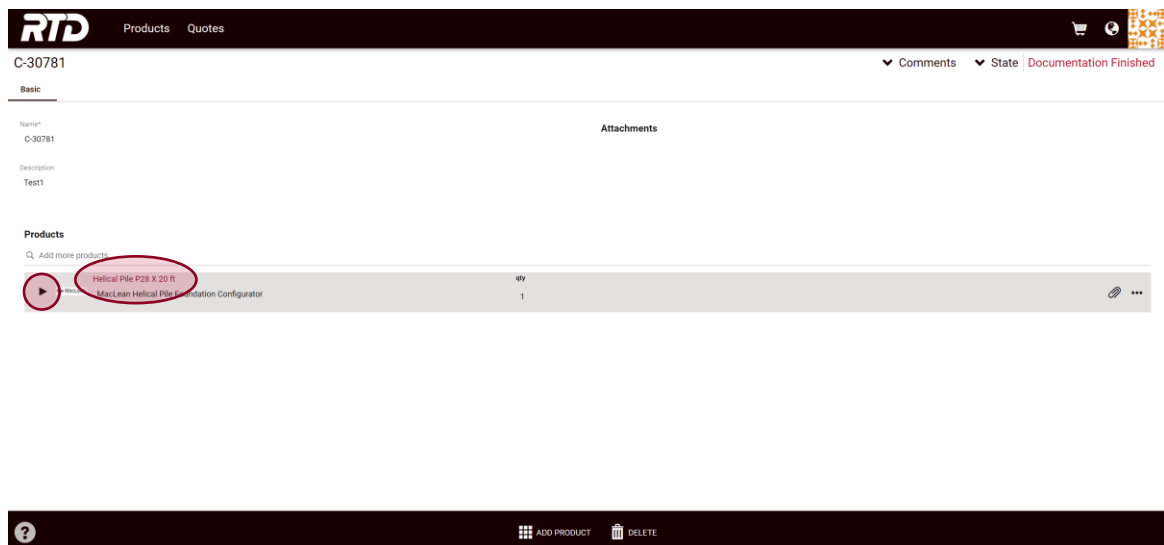 RTD Products Quotes
C-30781 Comments State Documentation Finished
Basic
Name*
C-30781
Attachments
Description
Test1
Products
Add more products
Helical Pile P28 X 20 ft qty
MacLean Helical Pile Foundation Configurator 1
? ADD PRODUCT DELETE